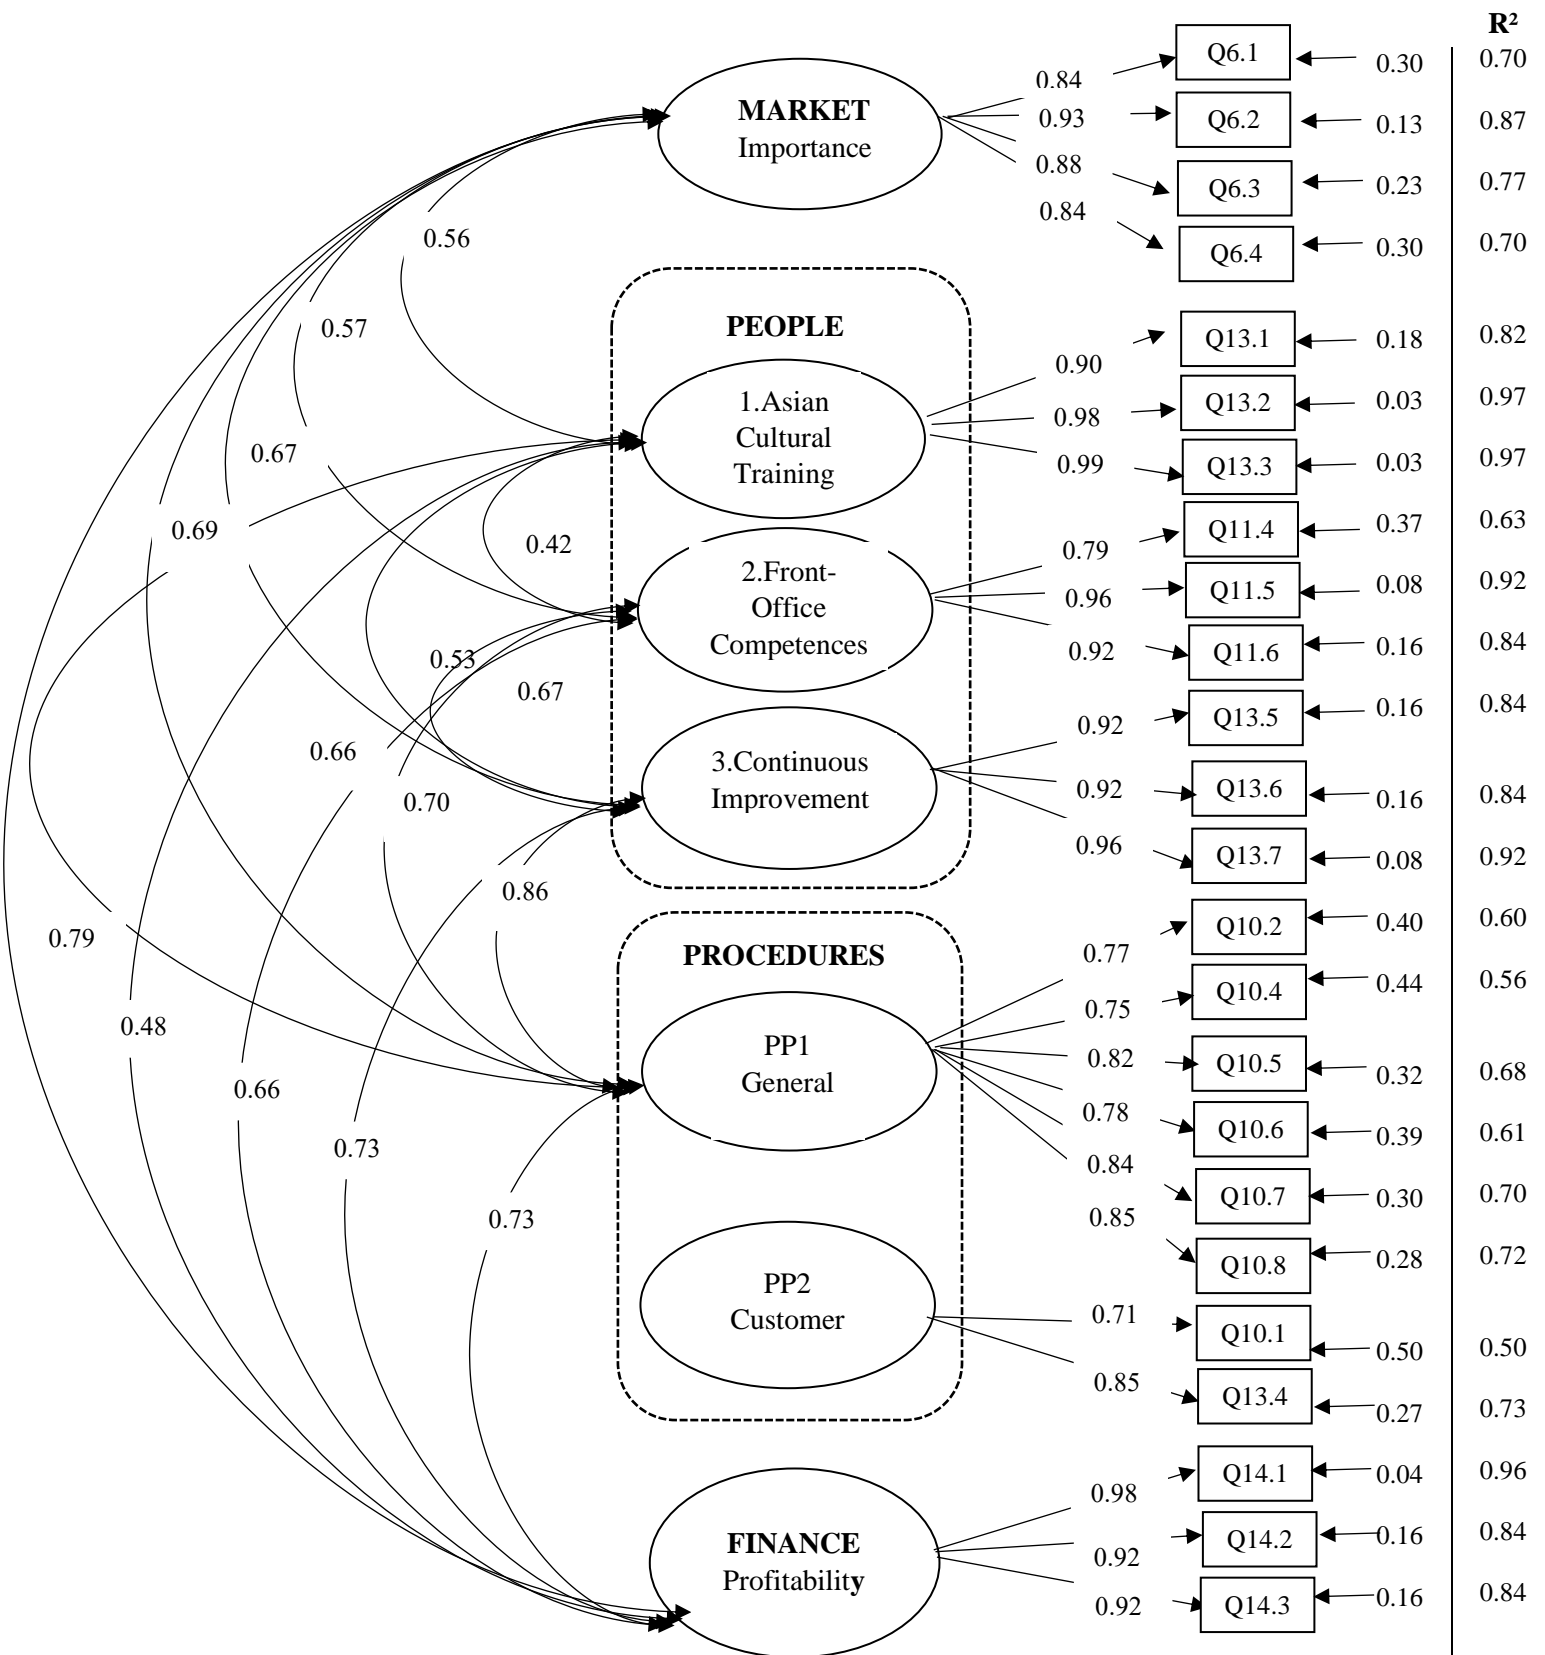 R²
MARKET
Importance
0.84
0.93
0.88
0.84
Q6.1
0.30
0.70
Q6.2
0.13
0.87
Q6.3
0.23
0.77
Q6.4
0.30
0.70
0.56
0.57
0.67
0.69
0.42
0.53
0.67
0.66
0.70
0.86
0.79
0.48
0.66
0.73
0.73
PEOPLE
1.Asian
Cultural
Training
0.90
0.98
0.99
Q13.1
0.18
0.82
Q13.2
0.03
0.97
Q13.3
0.03
0.97
2.Front-
Office
Competences
0.79
0.96
0.92
Q11.4
0.37
0.63
Q11.5
0.08
0.92
Q11.6
0.16
0.84
3.Continuous
Improvement
0.92
0.92
0.96
Q13.5
0.16
0.84
Q13.6
0.16
0.84
Q13.7
0.08
0.92
PROCEDURES
PP1
General
0.77
0.75
0.82
0.78
0.84
0.85
Q10.2
0.40
0.60
Q10.4
0.44
0.56
Q10.5
0.32
0.68
Q10.6
0.39
0.61
Q10.7
0.30
0.70
Q10.8
0.28
0.72
PP2
Customer
0.71
0.85
Q10.1
0.50
0.50
Q13.4
0.27
0.73
FINANCE
Profitability
0.98
0.92
0.92
Q14.1
0.04
0.96
Q14.2
0.16
0.84
Q14.3
0.16
0.84